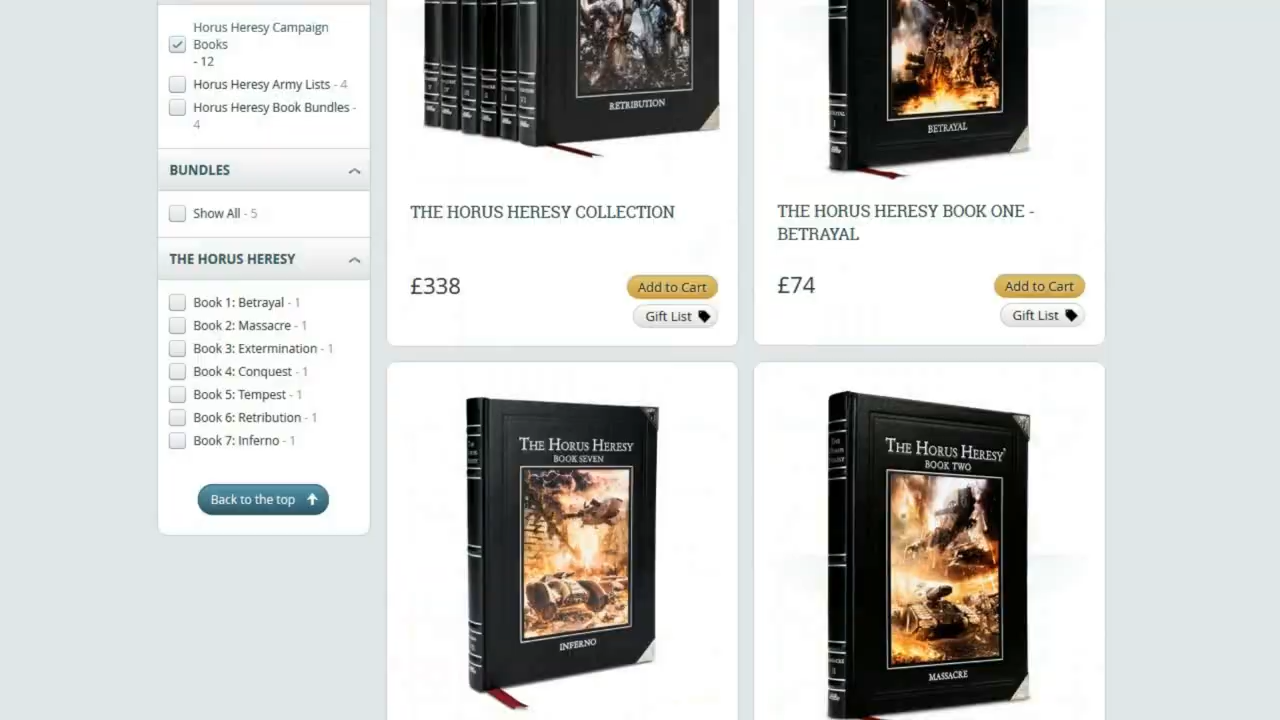 Horus Heresy Campaign
Books
- 12
Horus Heresy Army Lists - 4
Horus Heresy Book Bundles -
4
BUNDLES
Show All - 5
THE HORUS HERESY
Book 1: Betrayal - 1
Book 2: Massacre - 1
Book 3: Extermination - 1
Book 4: Conquest - 1
Book 5: Tempest - 1
Book 6: Retribution - 1
Book 7: Inferno - 1
Back to the top
RETRIBUTION
THE HORUS HERESY COLLECTION
£338
Add to Cart
Gift List
BETRAYAL
THE HORUS HERESY BOOK ONE -
BETRAYAL
£74
Add to Cart
Gift List
THE HORUS HERESY
BOOK SEVEN
INFERNO
THE HORUS HERESY
BOOK TWO
MASSACRE